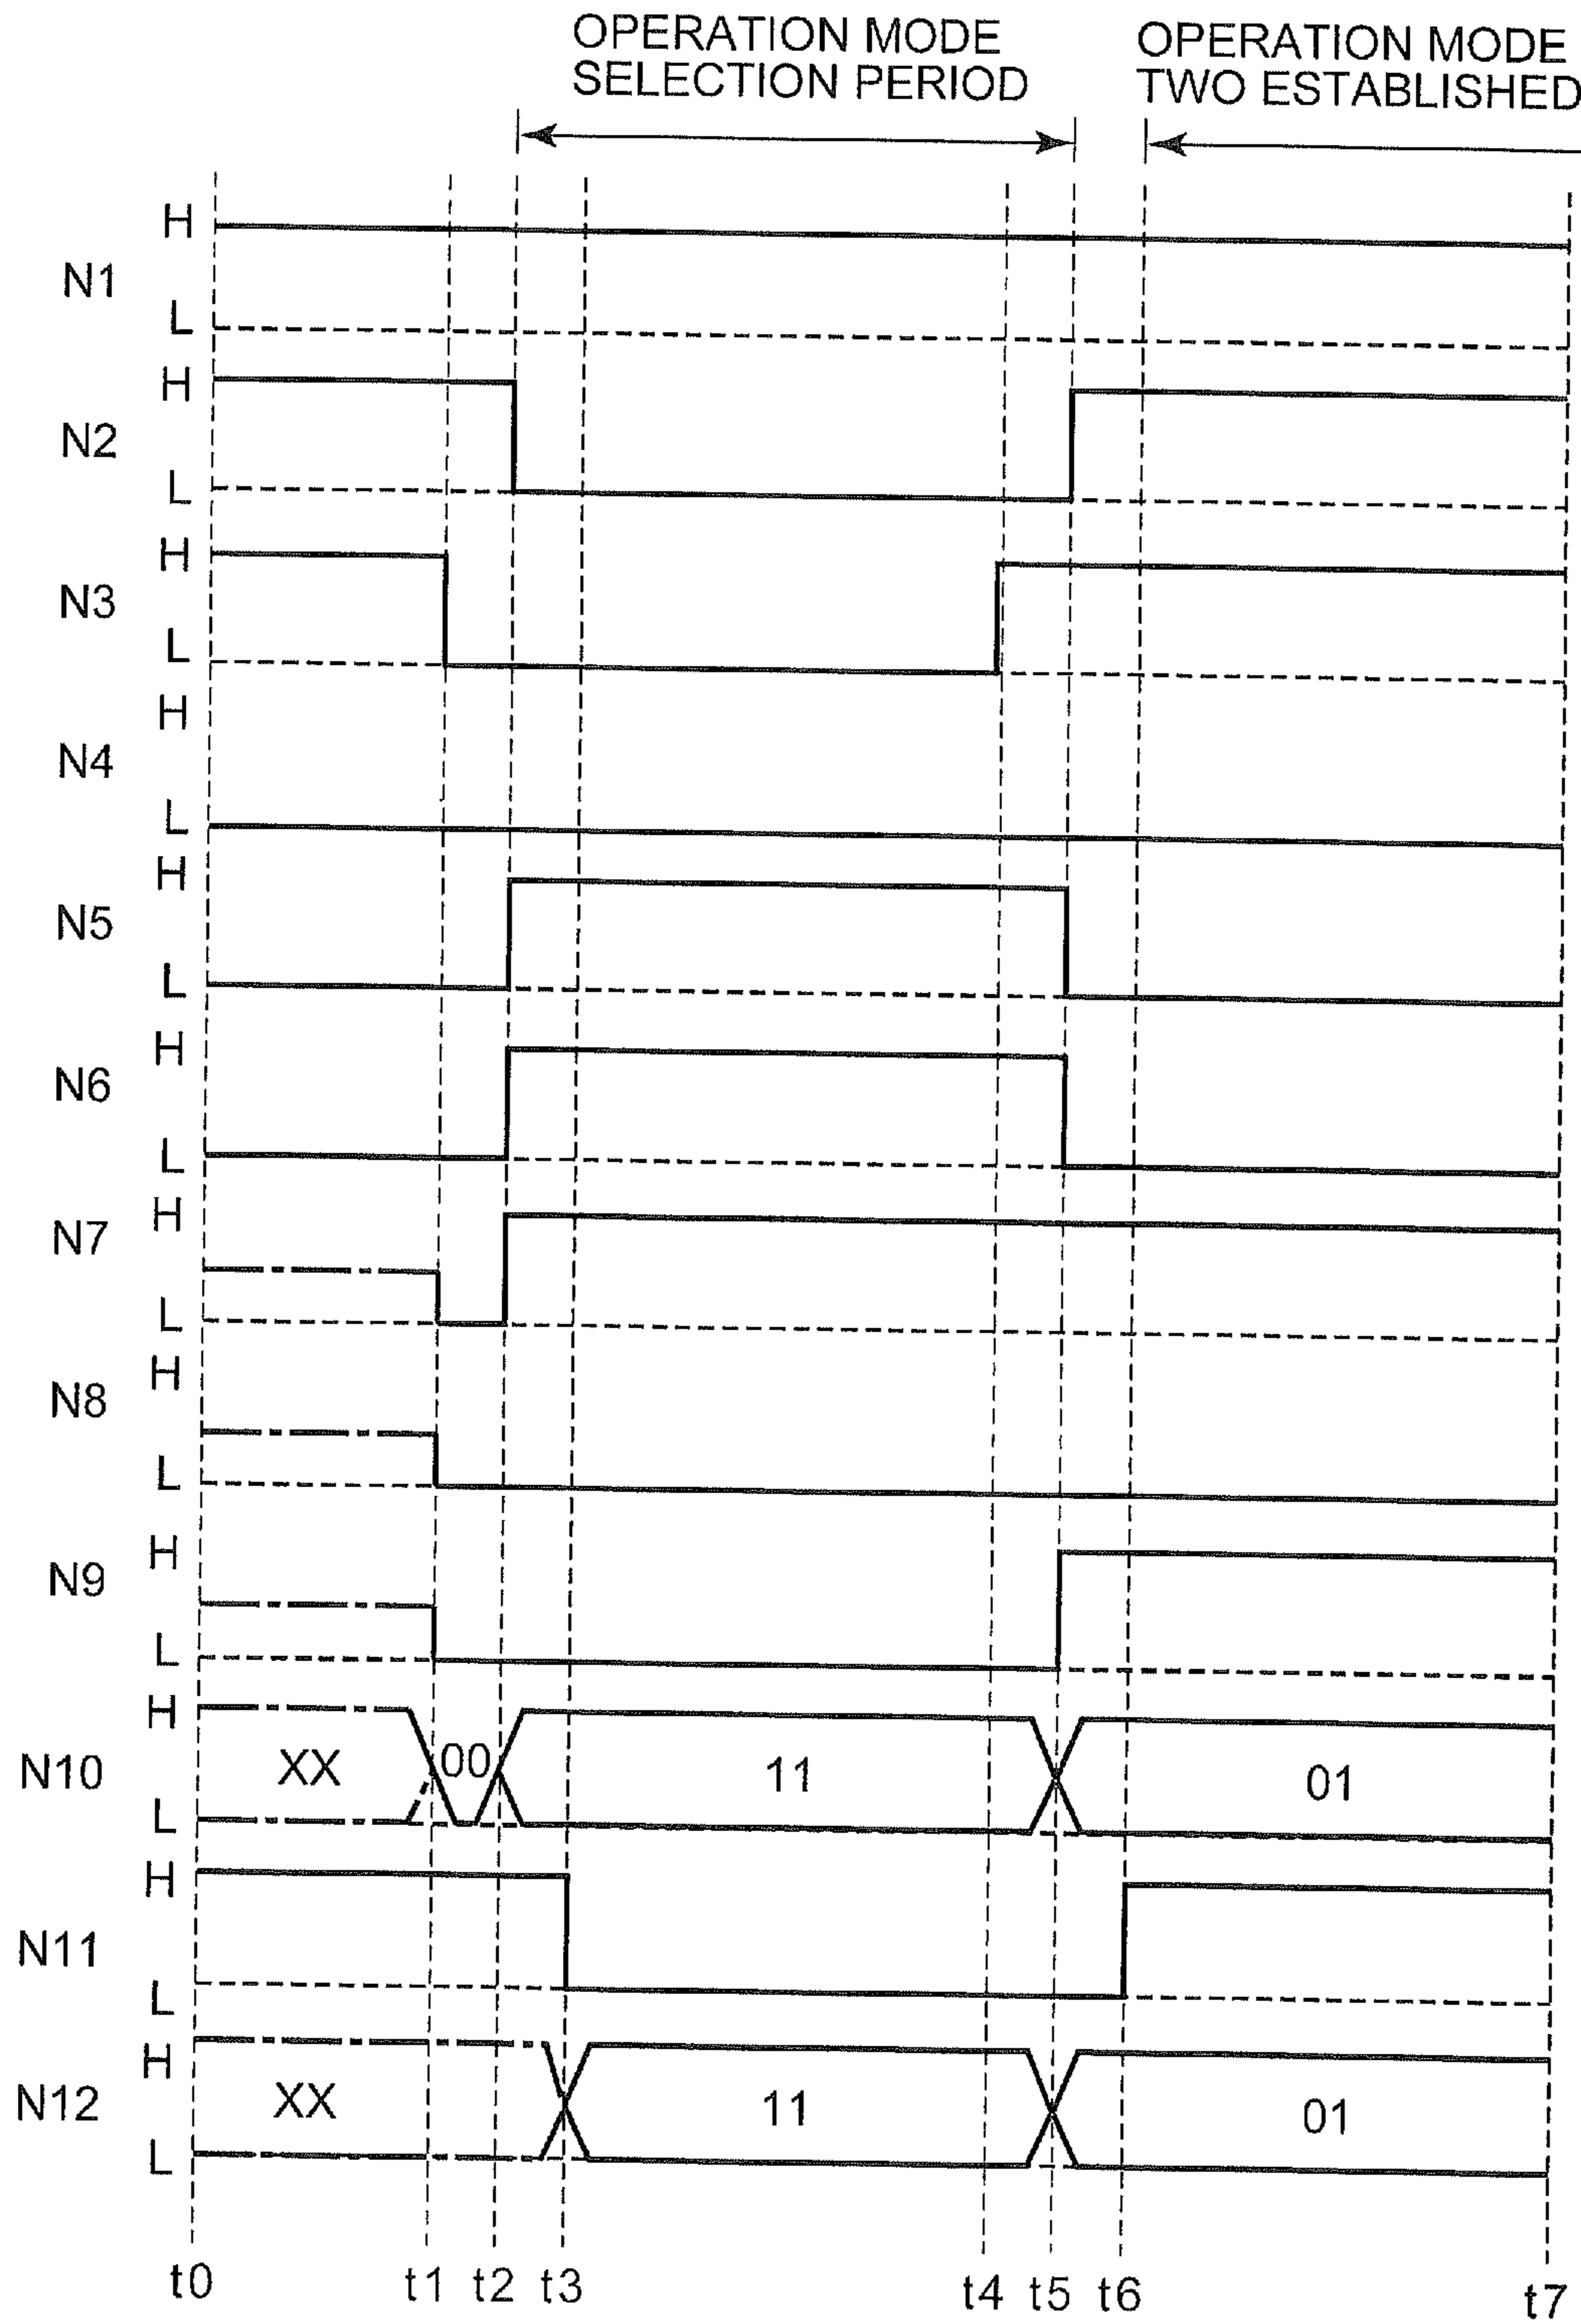 OPERATION MODE
SELECTION PERIOD
OPERATION MODE
TWO ESTABLISHED
H
N1
L
H
N2
L
H
N3
L
H
N4
L
H
N5
L
H
N6
L
H
N7
L
H
N8
L
H
N9
L
H
N10 XX 00 11 01
L
H
N11
L
H
N12 XX 11 01
L
t0 t1 t2 t3 t4 t5 t6 t7